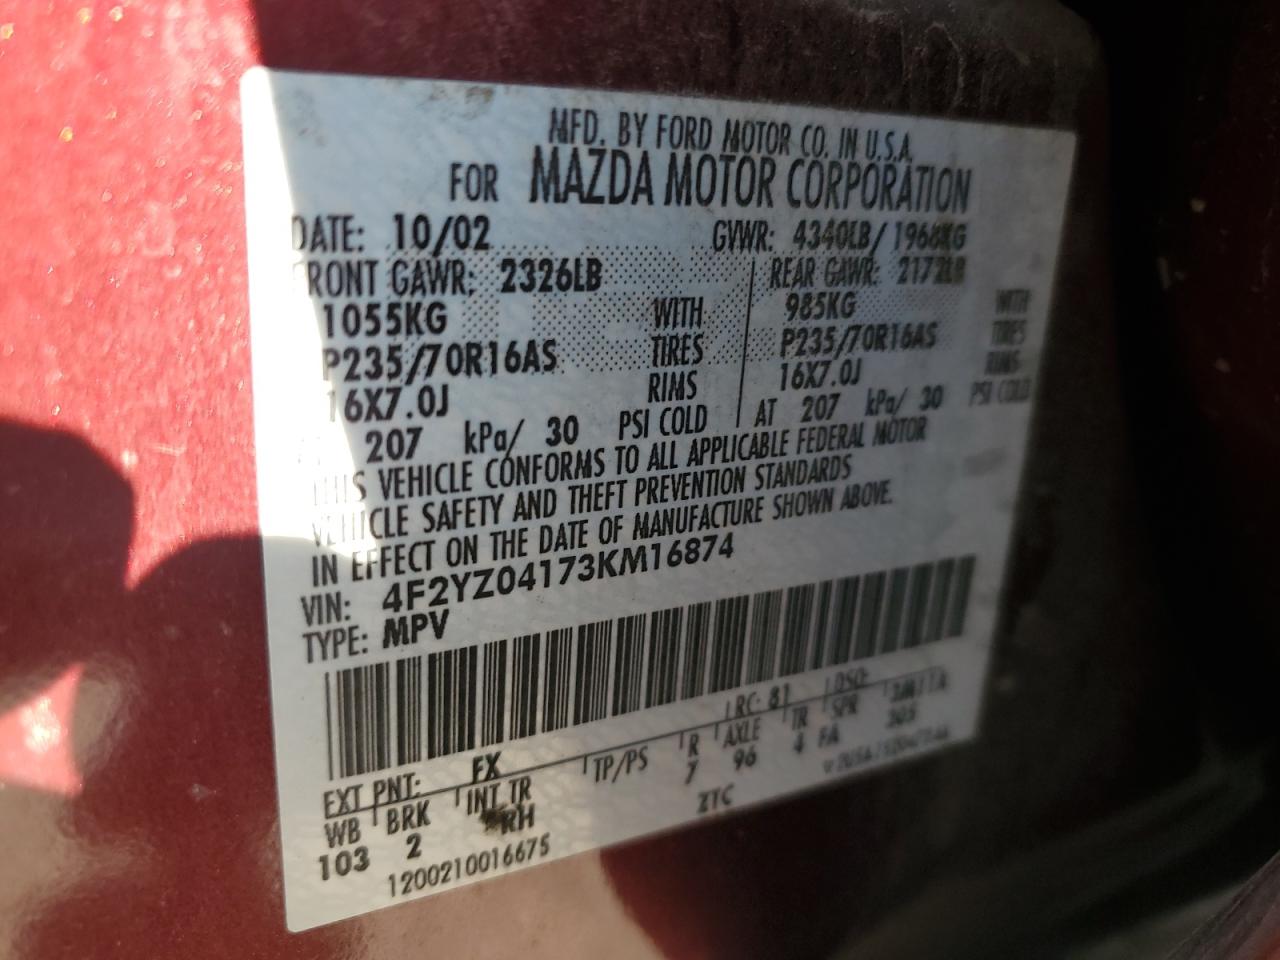 MFD. BY FORD MOTOR CO. IN U.S.A.
FOR MAZDA MOTOR CORPORATION
DATE: 10/02 GVWR: 4340LB/ 1968KG
FRONT GAWR: 2326LB REAR GAWR: 2172LB
1055KG WITH 985KG WITH
P235/70R16AS TIRES P235/70R16AS TIRES
16X7.0J RIMS 16X7.0J RIMS
207 kPa/ 30 PSI COLD AT 207 kPa/ 30 PSI COLD
THIS VEHICLE CONFORMS TO ALL APPLICABLE FEDERAL MOTOR
VEHICLE SAFETY AND THEFT PREVENTION STANDARDS
IN EFFECT ON THE DATE OF MANUFACTURE SHOWN ABOVE.
VIN: 4F2YZ04173KM16874
TYPE: MPV
EXT PNT: FX RC: 81 DSO:
WB BRK INT TR TP/PS R AXLE TR SPR
103 2 RH 7 96 4 FA 305
1200210016675 ZTC